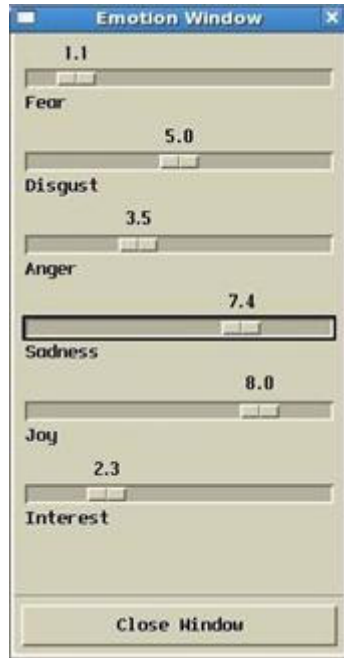 Emotion Window
1.1
Fear
5.0
Disgust
3.5
Anger
7.4
Sadness
8.0
Joy
2.3
Interest
Close Window